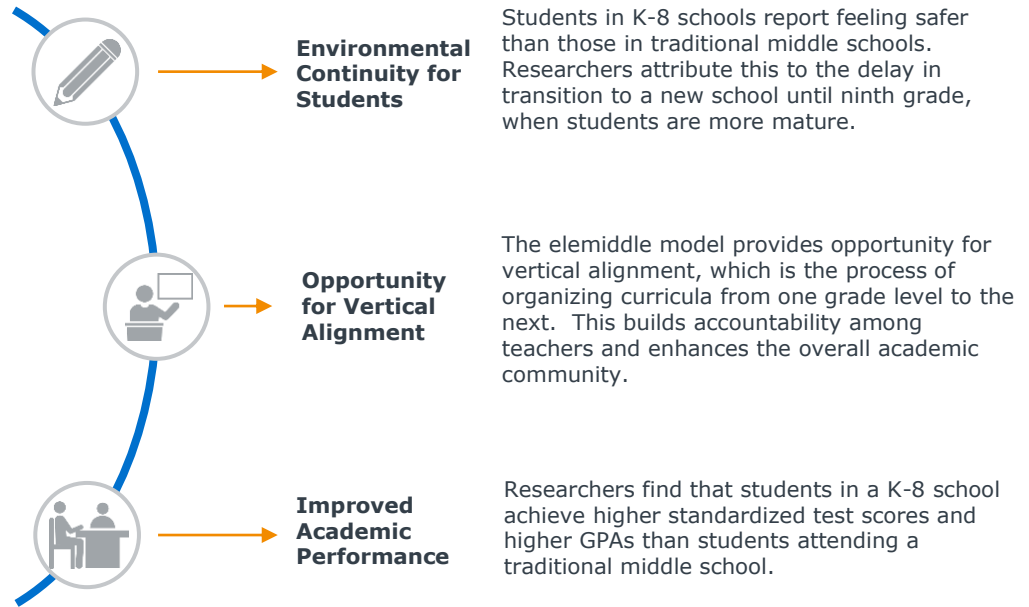 Environmental
Continuity for
Students
Students in K-8 schools report feeling safer
than those in traditional middle schools.
Researchers attribute this to the delay in
transition to a new school until ninth grade,
when students are more mature.
Opportunity
for Vertical
Alignment
The elemiddle model provides opportunity for
vertical alignment, which is the process of
organizing curricula from one grade level to the
next.  This builds accountability among
teachers and enhances the overall academic
community.
Improved
Academic
Performance
Researchers find that students in a K-8 school
achieve higher standardized test scores and
higher GPAs than students attending a
traditional middle school.